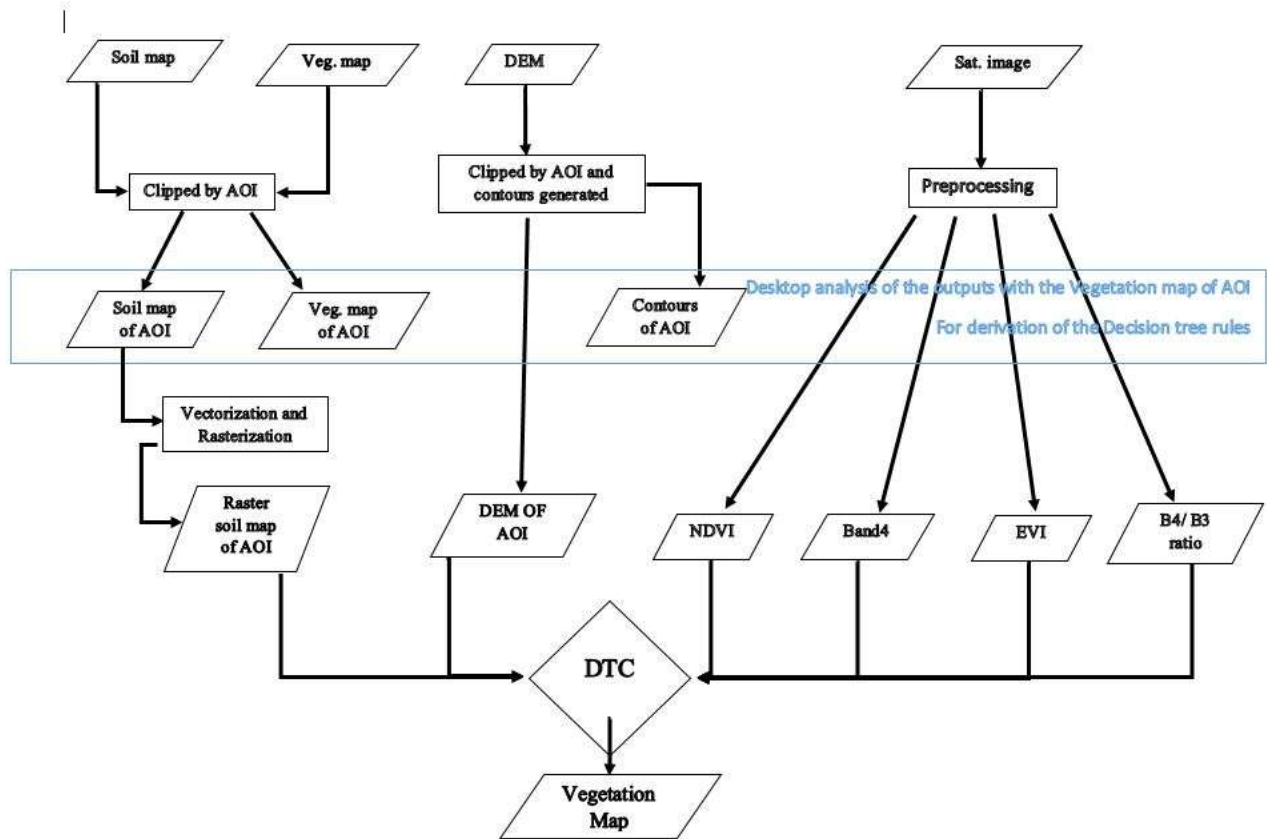 Soil map
Veg. map
DEM
Sat. image
Clipped by AOI
Clipped by AOI and
contours generated
Preprocessing
Desktop analysis of the outputs with the Vegetation map of AOI
For derivation of the Decision tree rules
Soil map
of AOI
Veg. map
of AOI
Contours
of AOI
Vectorization and
Rasterization
Raster
soil map
of AOI
DEM OF
AOI
NDVI
Band4
EVI
B4/ B3
ratio
DTC
Vegetation
Map